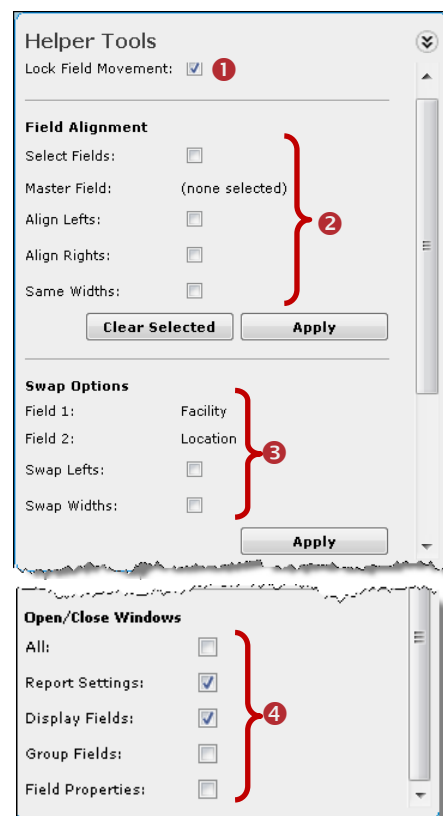 Helper Tools
Lock Field Movement: 1
Field Alignment
Select Fields:
Master Field: (none selected)
Align Lefts:
2
Align Rights:
Same Widths:
Clear Selected Apply
Swap Options
Field 1: Facility
Field 2: Location
3
Swap Lefts:
Swap Widths:
Apply
Open/Close Windows
All:
Report Settings:
Display Fields: 4
Group Fields:
Field Properties: